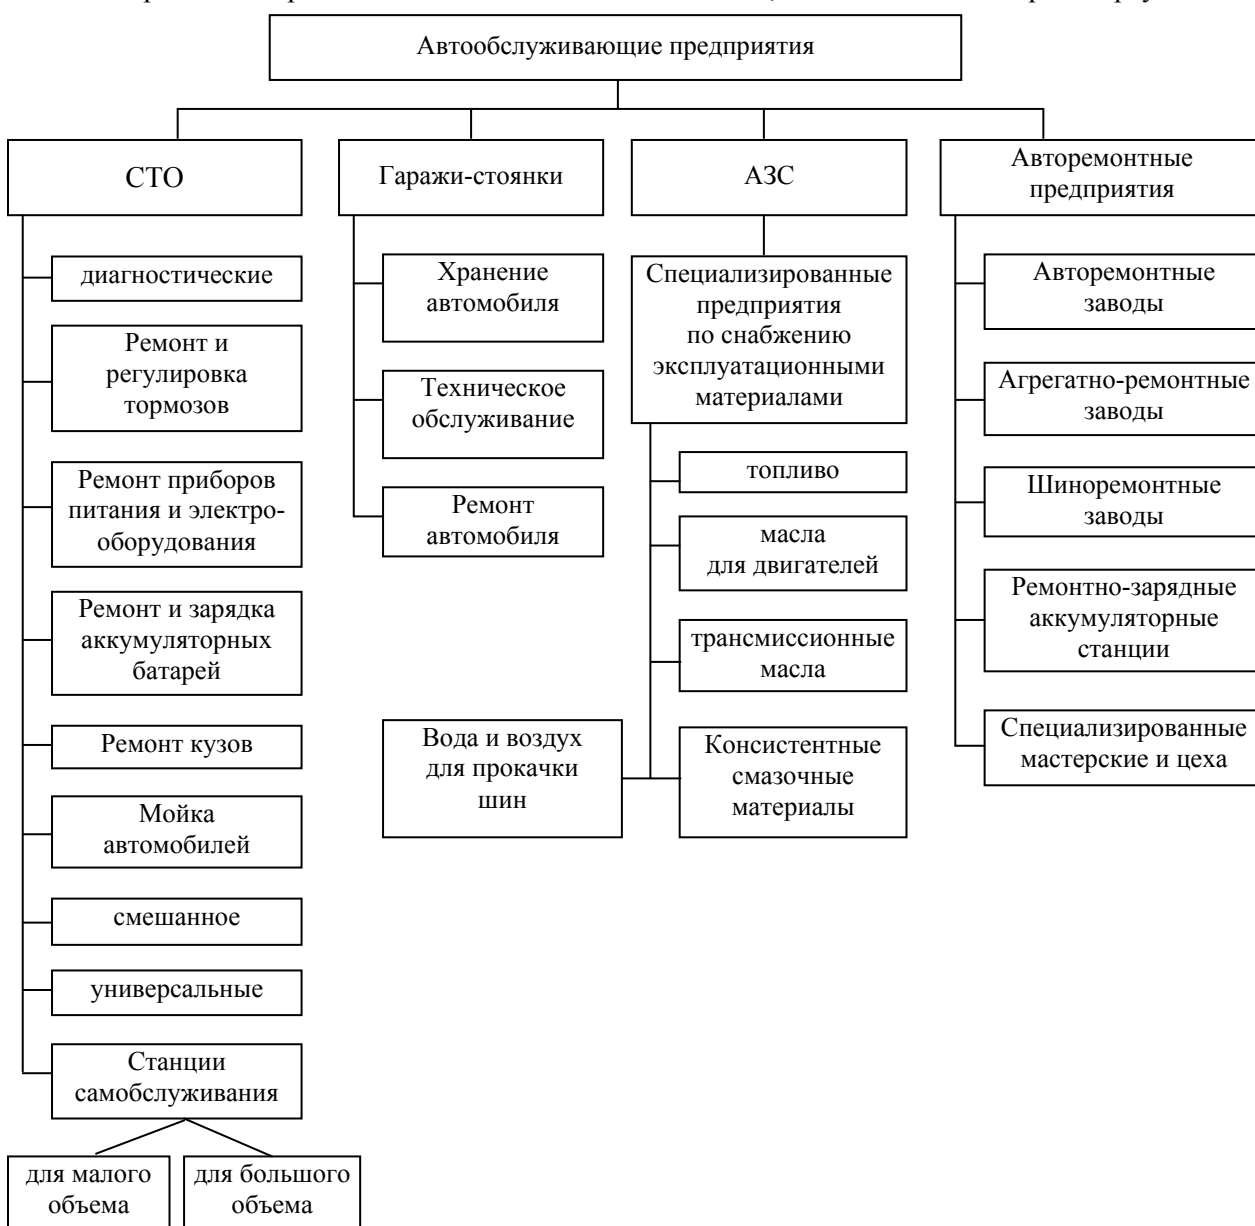 Автообслуживающие предприятия
СТО
диагностические
Ремонт и
регулировка
тормозов
Ремонт приборов
питания и электро-
оборудования
Ремонт и зарядка
аккумуляторных
батарей
Ремонт кузов
Мойка
автомобилей
смешанное
универсальные
Станции
самобслуживания
для малого
объема
для большого
объема
Гаражи-стоянки
Хранение
автомобиля
Техническое
обслуживание
Ремонт
автомобиля
АЗС
Специализированные
предприятия
по снабжению
эксплуатационными
материалами
топливо
масла
для двигателей
трансмиссионные
масла
Вода и воздух
для прокачки
шин
Консистентные
смазочные
материалы
Авторемонтные
предприятия
Авторемонтные
заводы
Агрегатно-ремонтные
заводы
Шиноремонтные
заводы
Ремонтно-зарядные
аккумуляторные
станции
Специализированные
мастерские и цеха